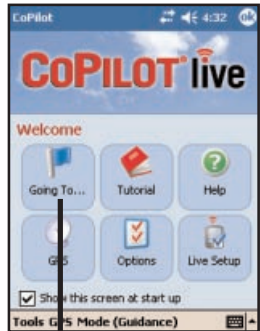 CoPilot 4:32 ok
COPILOT live
Welcome
Going To... Tutorial Help
GPS Options Live Setup
Show this screen at start up
Tools GPS Mode (Guidance)